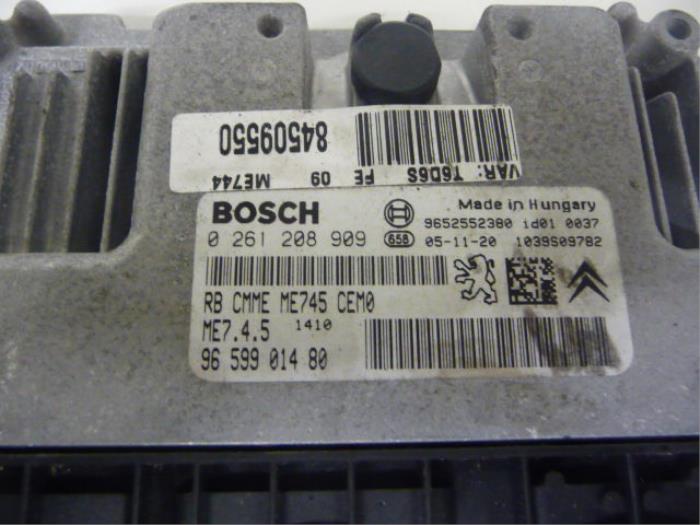 VAR: T6D6S FE 09 ME744
84509550
BOSCH
Made in Hungary
9652552380 id01 0037
0 261 208 909 658 05-11-20 1039S09782
RB CMME ME745 CEM0
ME7.4.5 1410
96 599 014 80